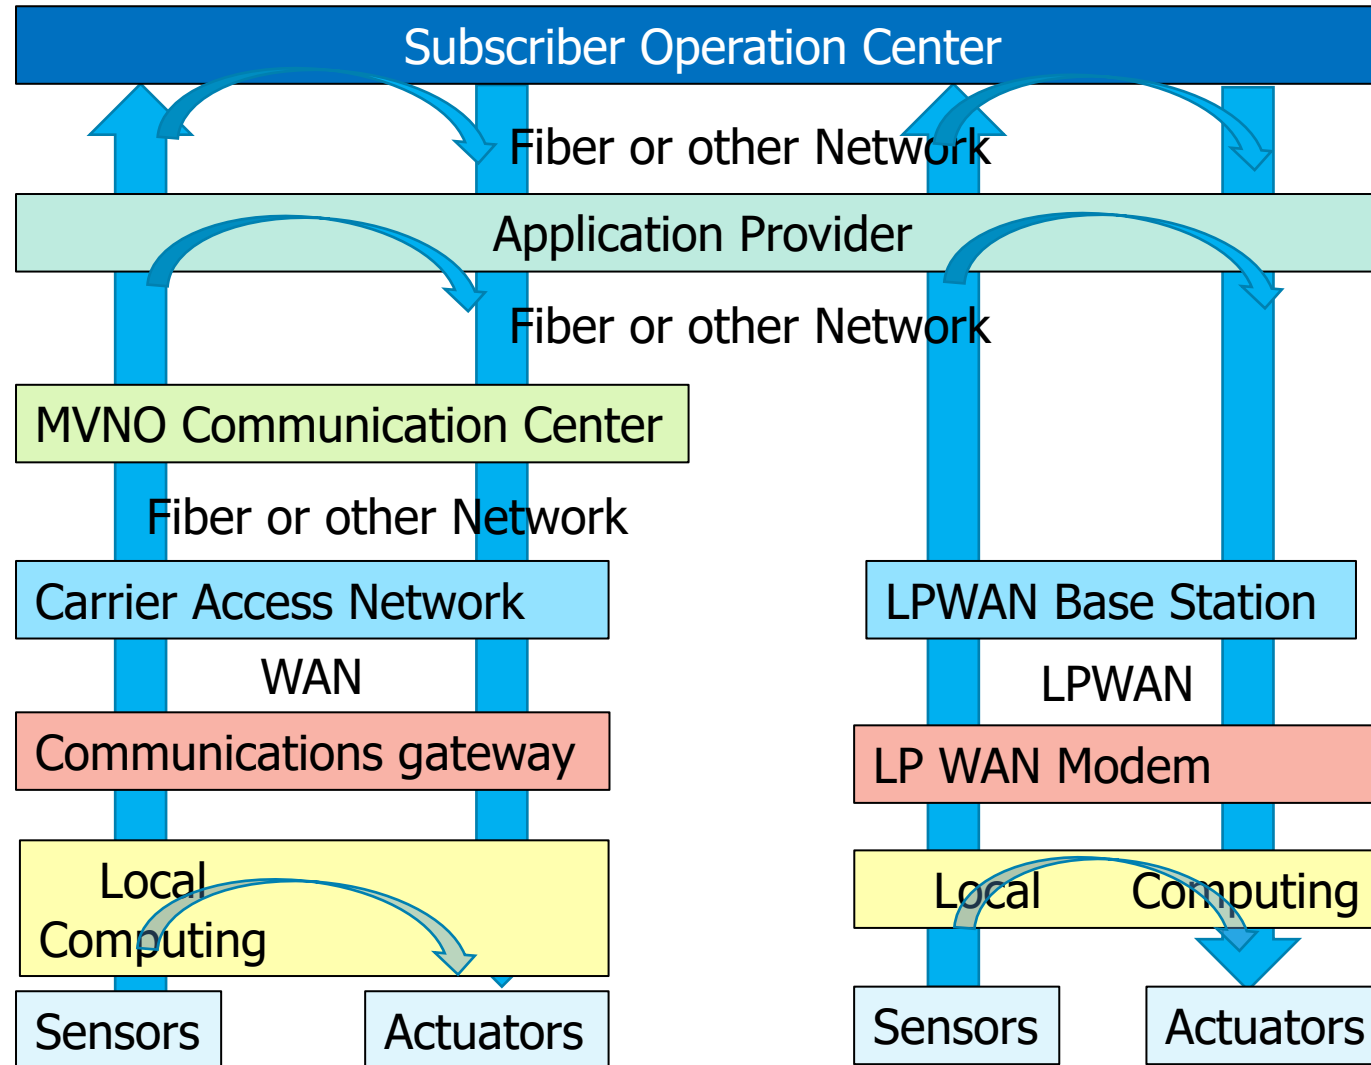 Subscriber Operation Center
Fiber or other Network
Application Provider
Fiber or other Network
MVNO Communication Center
Fiber or other Network
Carrier Access Network
LPWAN Base Station
WAN
LPWAN
Communications gateway
LP WAN Modem
Local
Computing
Local Computing
Sensors
Actuators
Sensors
Actuators